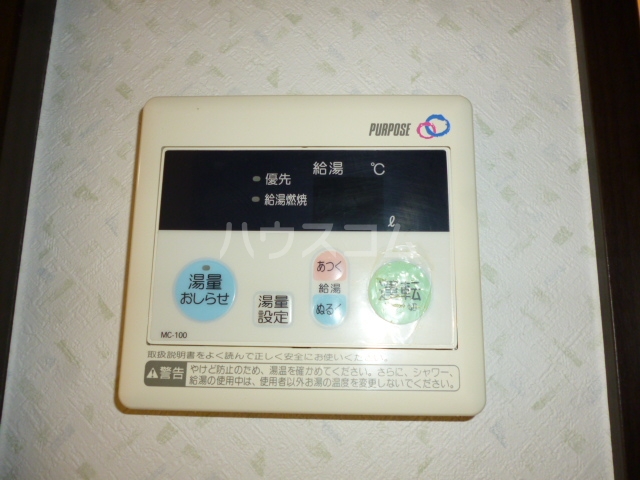 PURPOSE
給湯 ℃
優先
給湯燃焼
ℓ
ハウスコム
湯量
おしらせ
湯量
設定
あつく
給湯
ぬるく
運転
MC-100
取扱説明書をよく読んで正しく安全にお使いください。
警告
やけど防止のため、湯温を確かめてください。さらに、シャワー、
給湯の使用中は、使用者以外お湯の温度を変更しないでください。